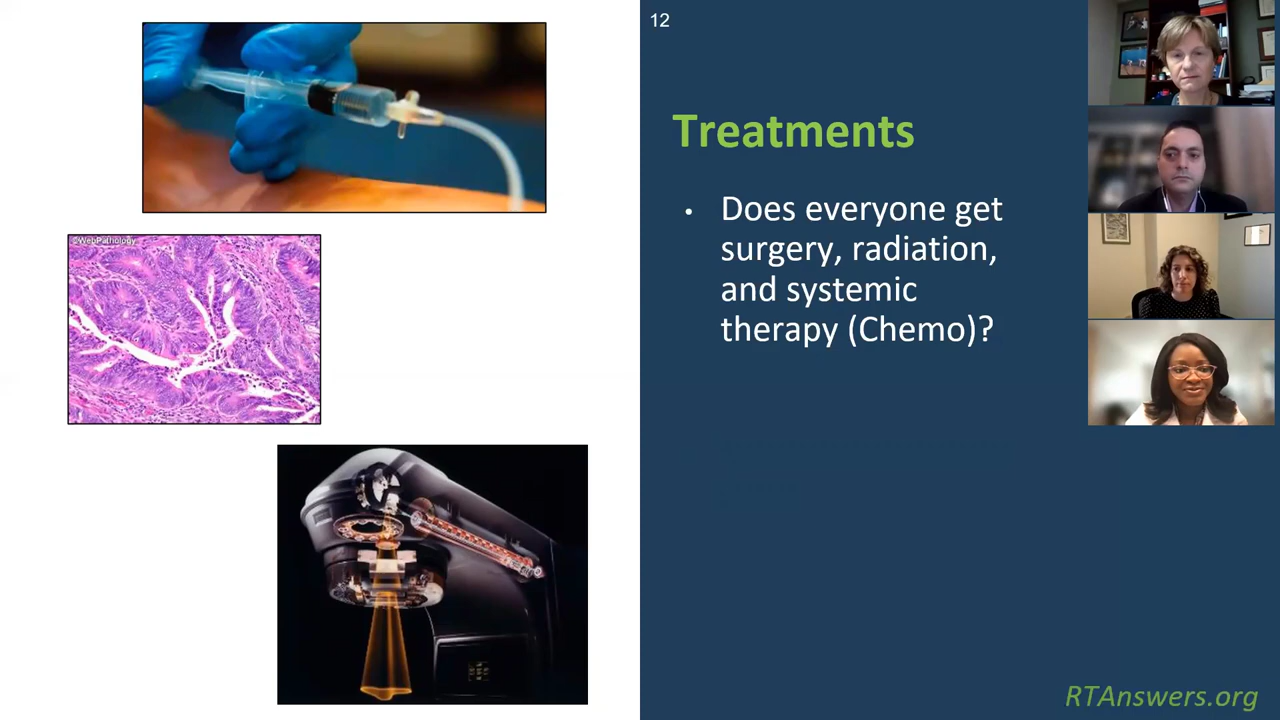 12
Treatments
• Does everyone get
surgery, radiation,
and systemic
therapy (Chemo)?
©WebPathology
RTAnswers.org